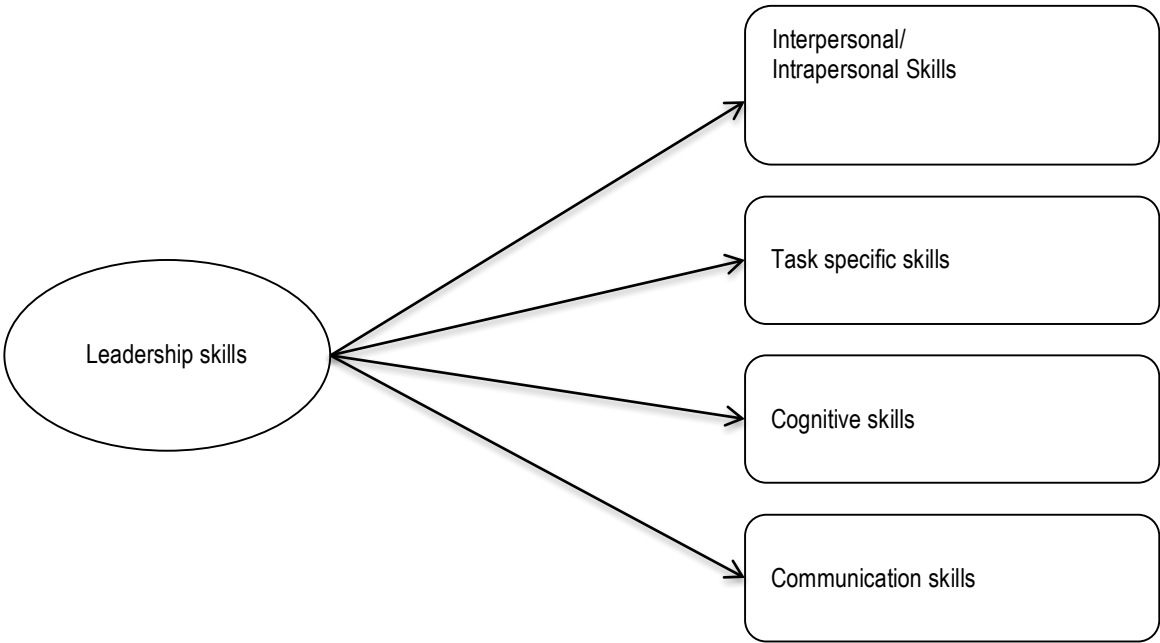 Interpersonal/
Intrapersonal Skills
Task specific skills
Leadership skills
Cognitive skills
Communication skills